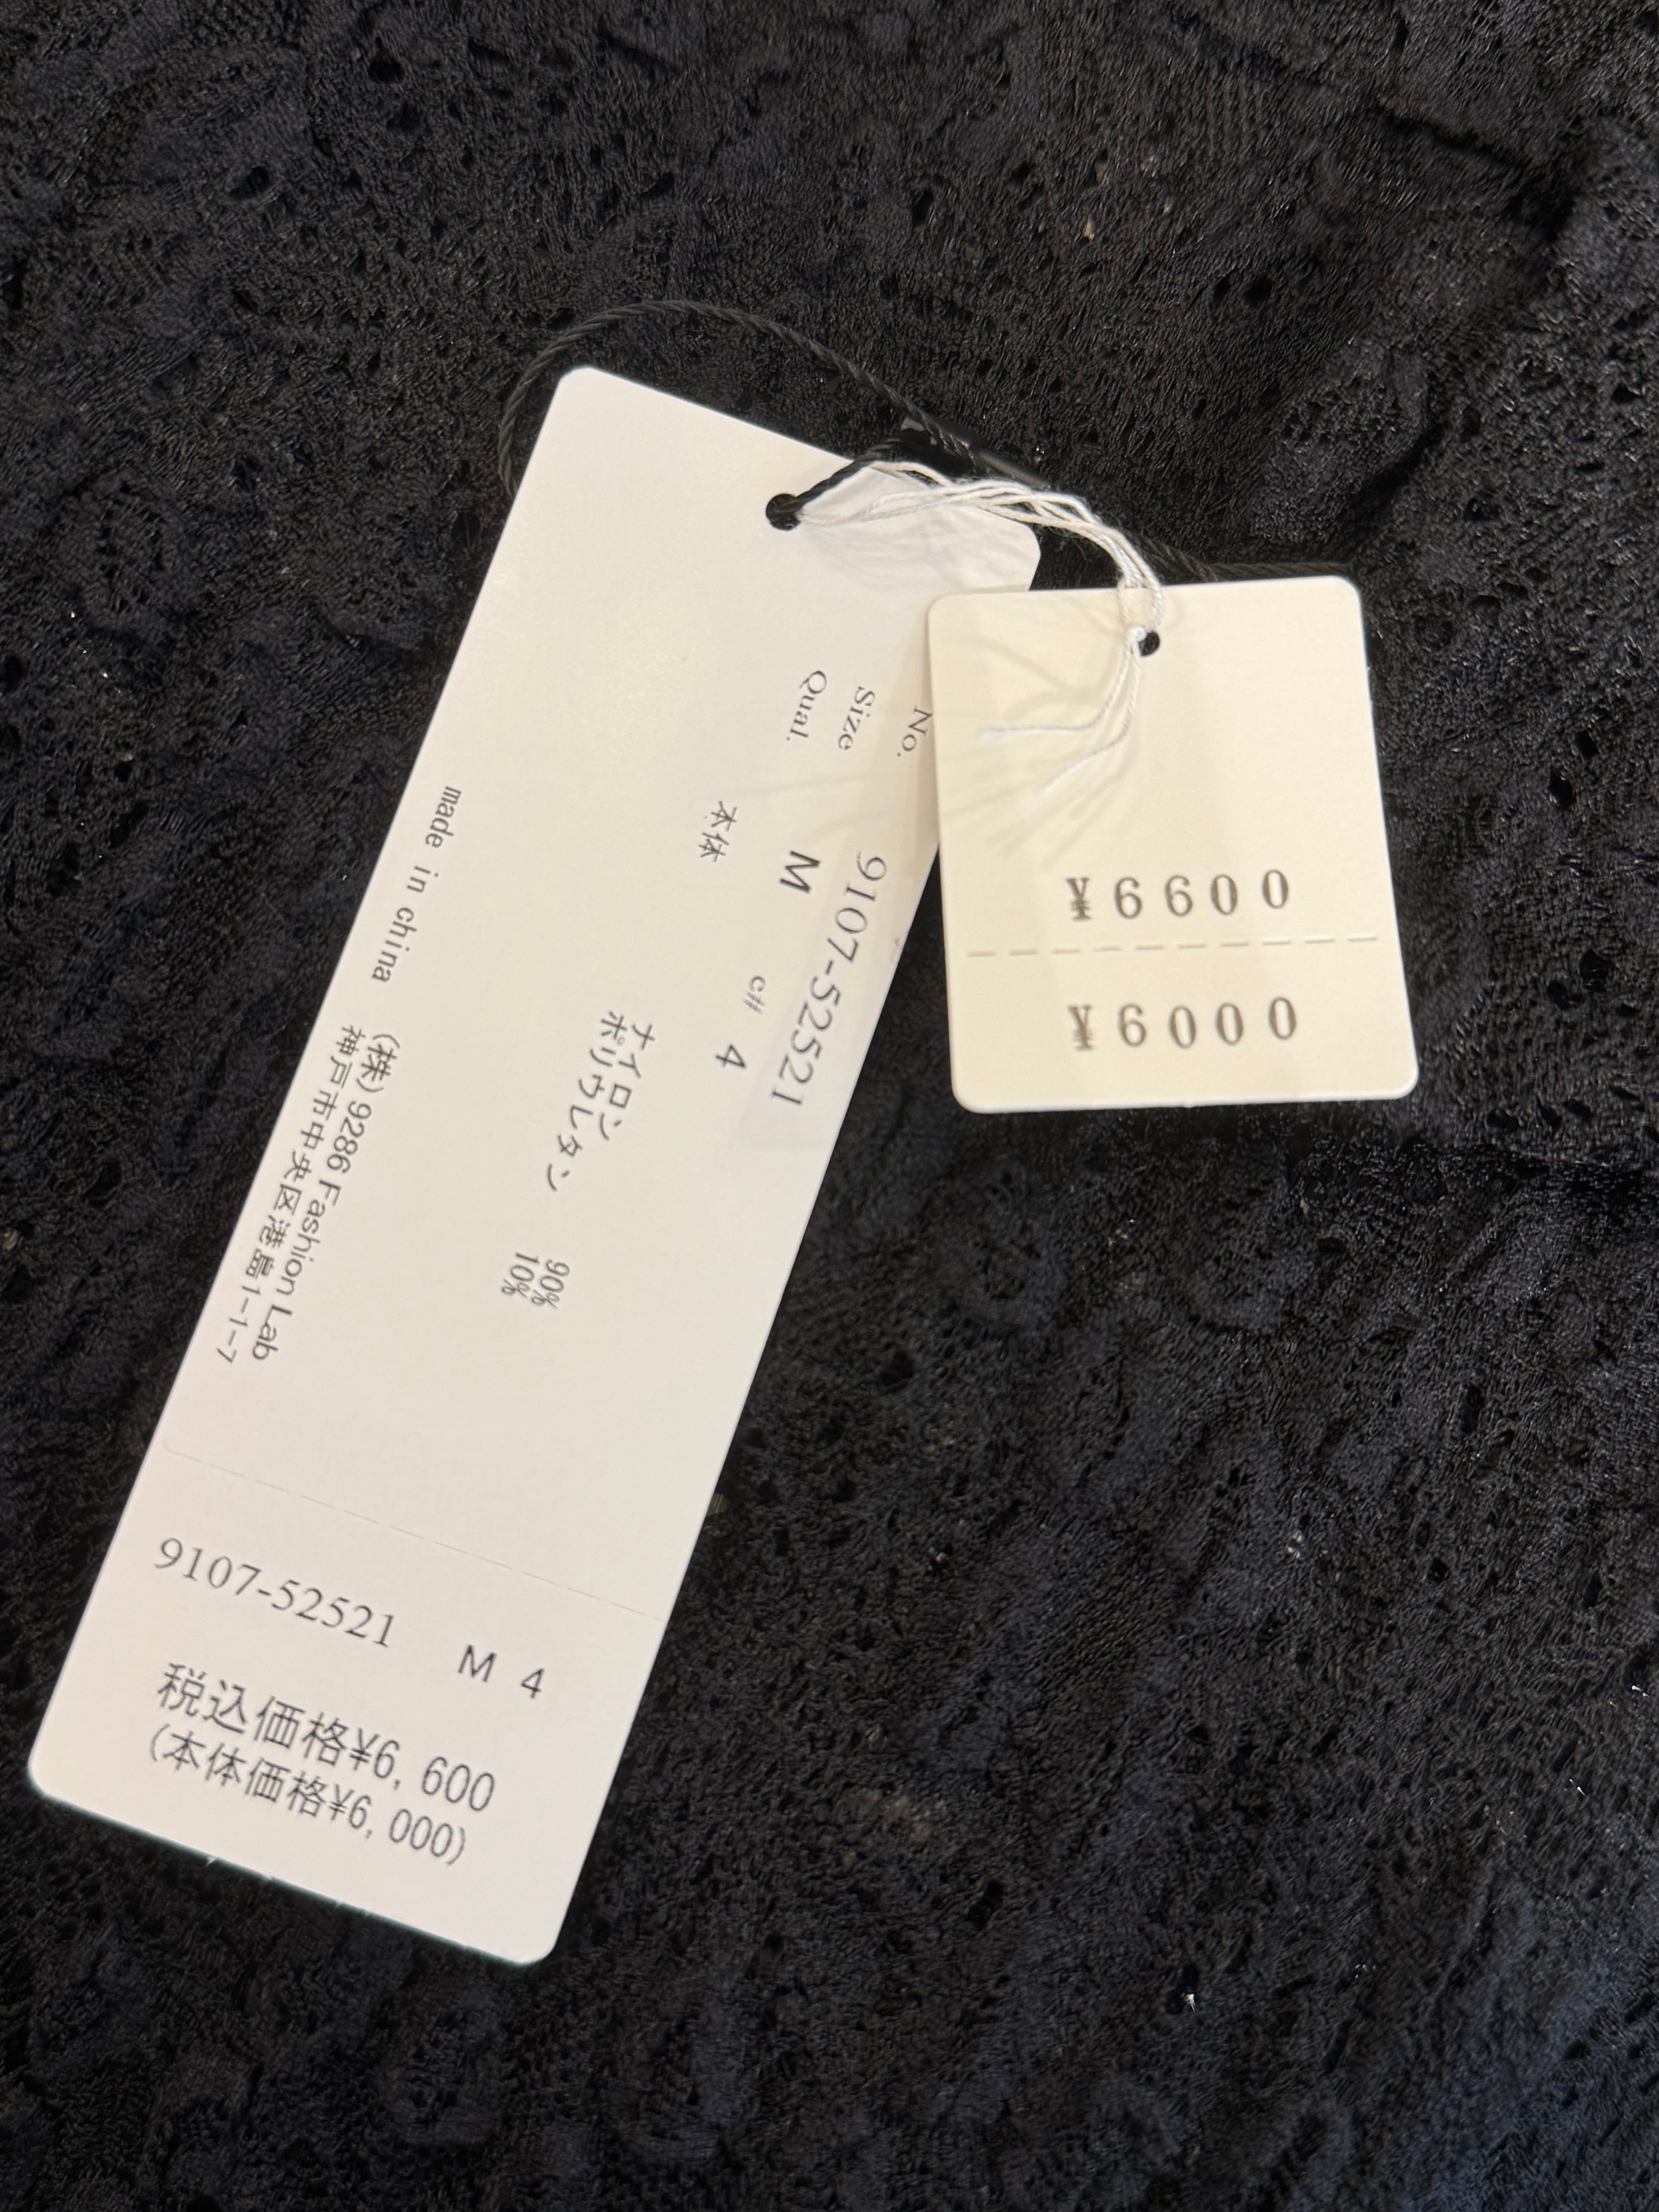 No. 9107-52521
Size M c# 4
Qual.
本体
ナイロン 90%
ポリウレタン 10%
made in china
(株)9286 Fashion Lab
神戸市中央区港島1-1-7
9107-52521 M 4
税込価格¥6,600
(本体価格¥6,000)
¥6600
¥6000